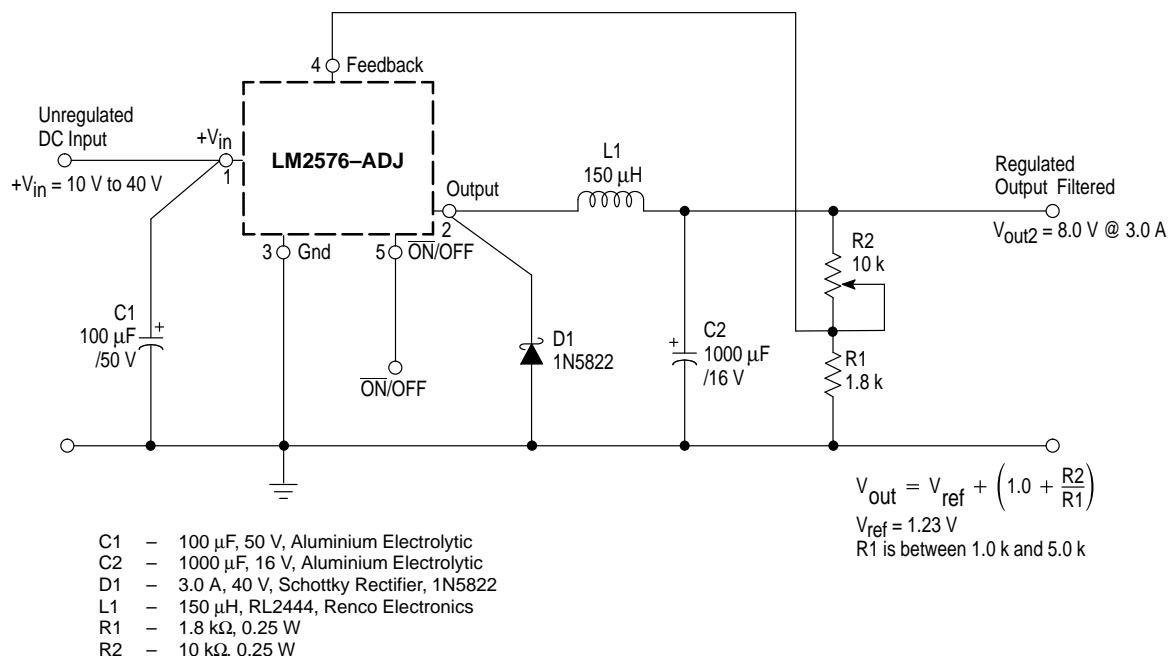 4 Feedback
Unregulated
DC Input
+Vin
1
LM2576–ADJ
+Vin = 10 V to 40 V
Output
2
L1
150 μH
Regulated
Output Filtered
Vout2 = 8.0 V @ 3.0 A
3 Gnd
5 ON/OFF
R2
10 k
C1
100 μF
/50 V
+
ON/OFF
D1
1N5822
+
C2
1000 μF
/16 V
R1
1.8 k
Vout = Vref + (1.0 + R2/R1)
Vref = 1.23 V
R1 is between 1.0 k and 5.0 k
C1 – 100 μF, 50 V, Aluminium Electrolytic
C2 – 1000 μF, 16 V, Aluminium Electrolytic
D1 – 3.0 A, 40 V, Schottky Rectifier, 1N5822
L1 – 150 μH, RL2444, Renco Electronics
R1 – 1.8 kΩ, 0.25 W
R2 – 10 kΩ, 0.25 W